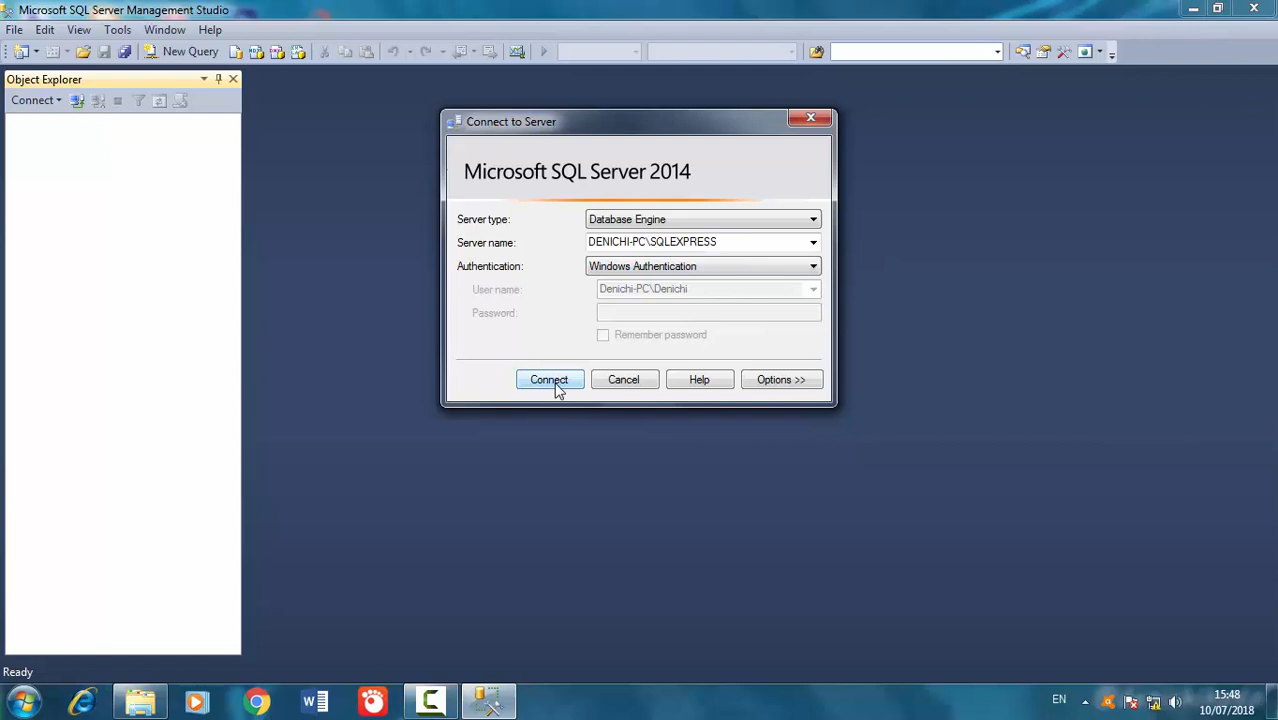 Microsoft SQL Server Management Studio
File Edit View Tools Window Help
New Query
Object Explorer
Connect
Connect to Server
Microsoft SQL Server 2014
Server type: Database Engine
Server name: DENICHI-PC\SQLEXPRESS
Authentication: Windows Authentication
User name: Denichi-PC\Denichi
Password:
Remember password
Connect Cancel Help Options >>
Ready
EN
15:48
10/07/2018